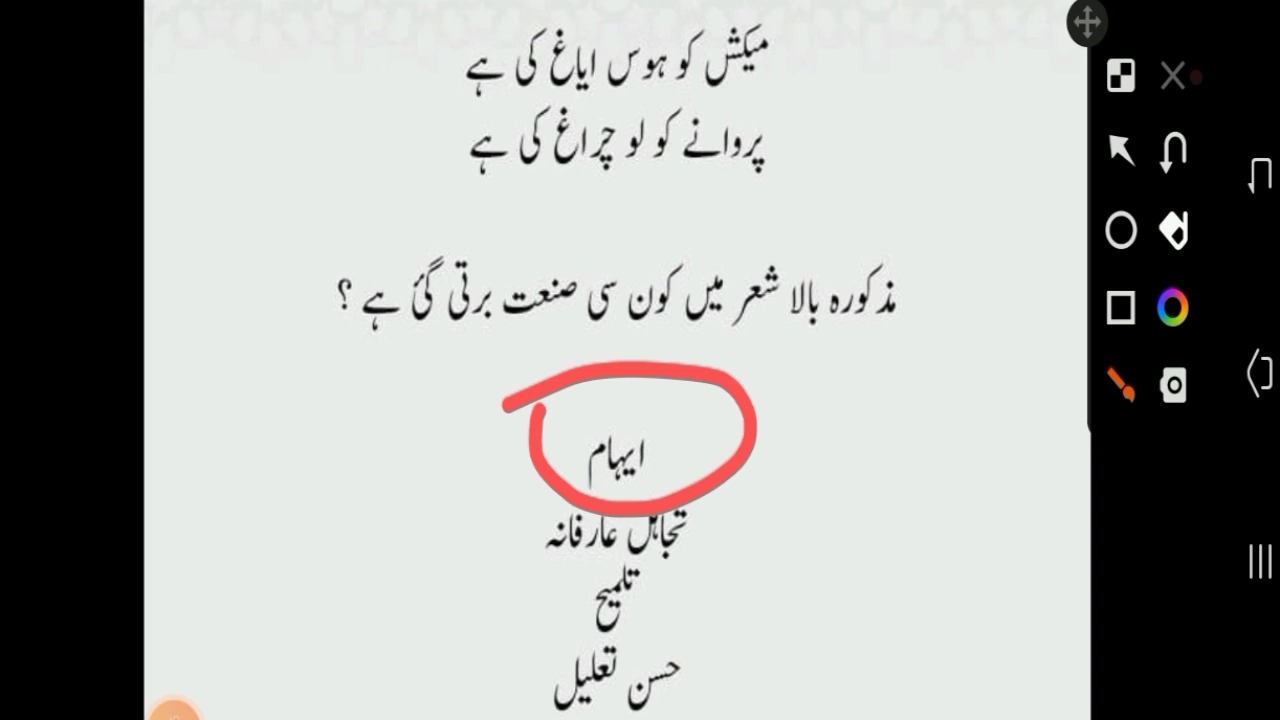 میکش کو ہوس ایاغ کی ہے
پروانے کو لو چراغ کی ہے
مذکورہ بالا شعر میں کون سی صنعت برتی گئ ہے ؟
ایہام
تجاہل عارفانہ
تلمیح
حسن تعلیل